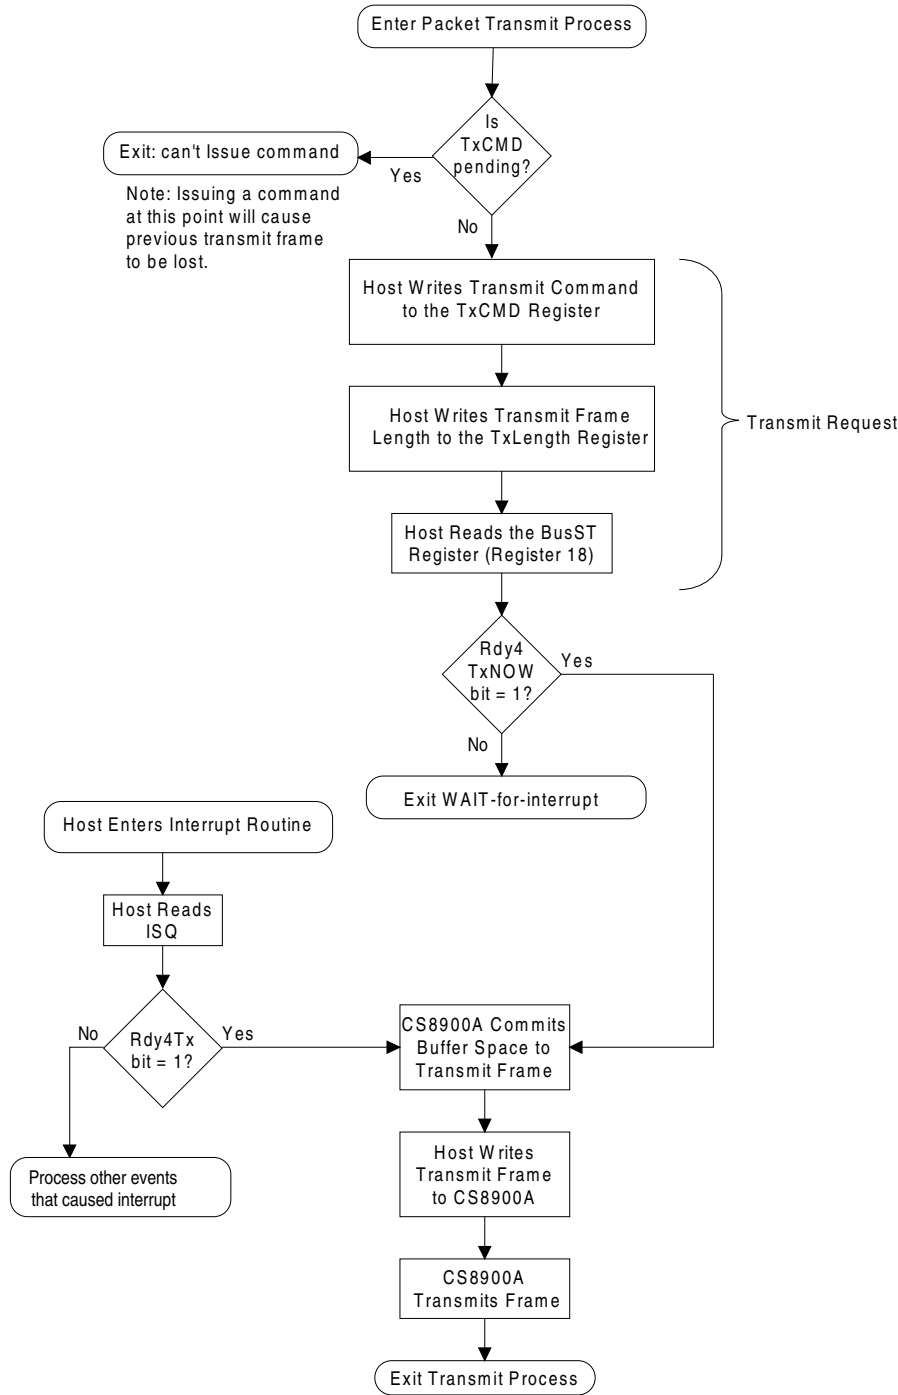 Enter Packet Transmit Process
Is
TxCMD
pending?
Exit: can't Issue command
Yes
Note: Issuing a command
at this point will cause
previous transmit frame
to be lost.
No
Host Writes Transmit Command
to the TxCMD Register
Host Writes Transmit Frame
Length to the TxLength Register
Transmit Request
Host Reads the BusST
Register (Register 18)
Rdy4
TxNOW
bit = 1?
Yes
No
Exit WAIT-for-interrupt
Host Enters Interrupt Routine
Host Reads
ISQ
Rdy4Tx
bit = 1?
No
Yes
CS8900A Commits
Buffer Space to
Transmit Frame
Process other events
that caused interrupt
Host Writes
Transmit Frame
to CS8900A
CS8900A
Transmits Frame
Exit Transmit Process